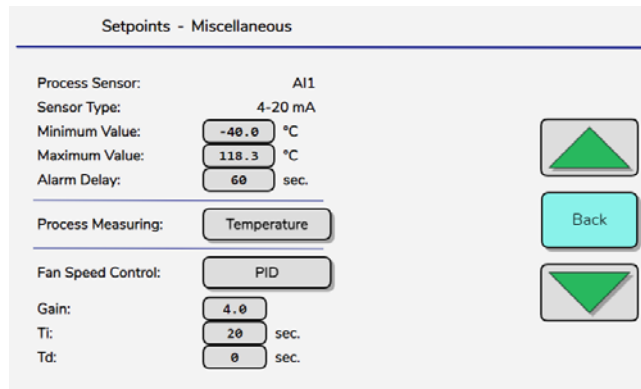 Setpoints - Miscellaneous
Process Sensor: AI1
Sensor Type: 4-20 mA
Minimum Value: -40.0 °C
Maximum Value: 118.3 °C
Alarm Delay: 60 sec.
Process Measuring: Temperature
Back
Fan Speed Control: PID
Gain: 4.0
Ti: 20 sec.
Td: 0 sec.